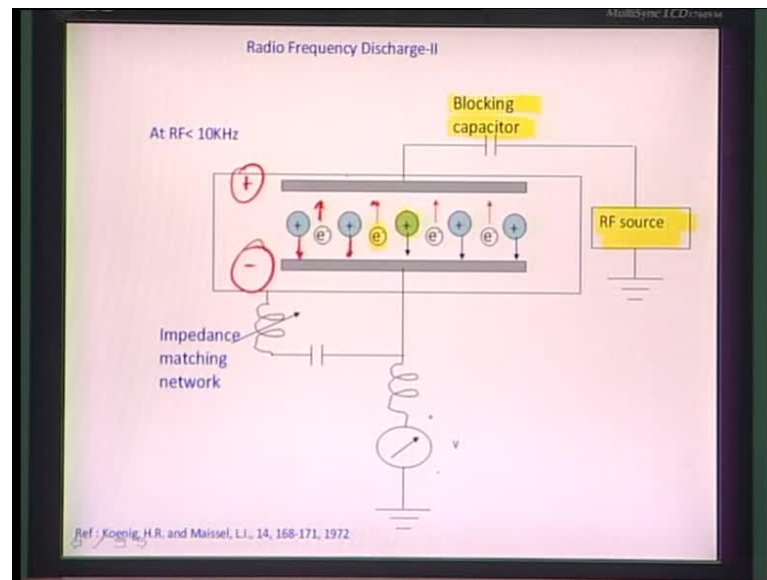 MultiSync LCD
Radio Frequency Discharge-II
Blocking
capacitor
At RF< 10KHz
+
RF source
+ + + + +
e- e- e- e-
-
Impedance
matching
network
V
Ref : Koenig, H.R. and Maissel, L.I., 14, 168-171, 1972